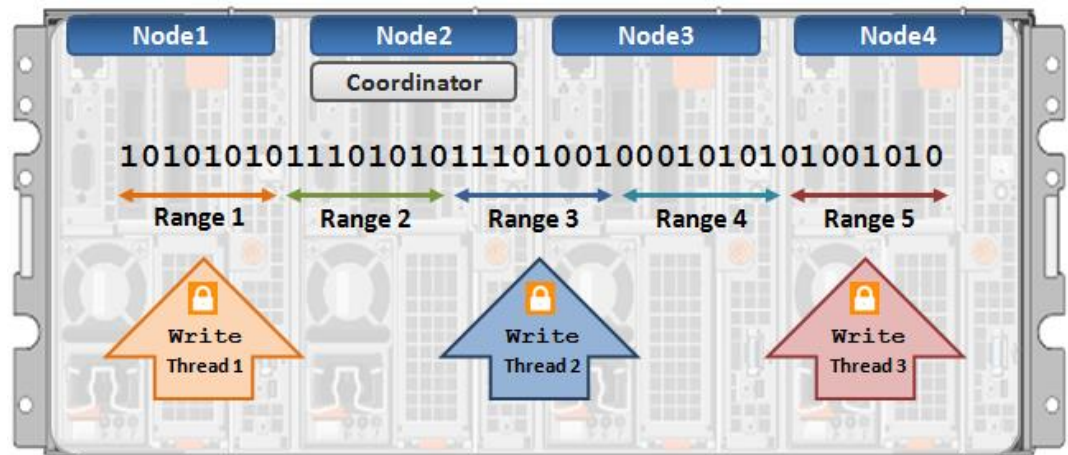 Node1 Node2 Node3 Node4
Coordinator
1010101011101010111010010001010101001010
Range 1 Range 2 Range 3 Range 4 Range 5
Write Write Write
Thread 1 Thread 2 Thread 3